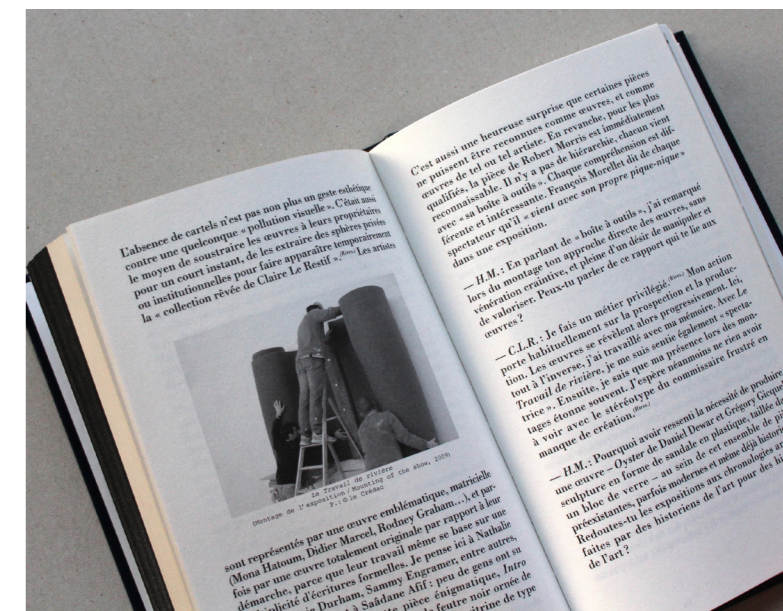 L'absence de cartels n'est pas non plus un geste esthétique
contre une quelconque « pollution visuelle ». C'était aussi
le moyen de soustraire les œuvres à leurs propriétaires
pour un court instant, de les extraire des sphères privées
ou institutionnelles pour faire apparaître temporairement
la « collection rêvée de Claire Le Restif ». (Rires) Les artistes
Le Travail de rivière
(Montage de l'exposition / Mounting of the show, 2009)
P.: © le Crédac
sont représentés par une œuvre emblématique, matricielle
(Mona Hatoum, Didier Marcel, Rodney Graham…), et par-
fois par une œuvre totalement originale par rapport à leur
démarche, parce que leur travail même se base sur une
d'écritures formelles. Je pense ici à Nathalie
Durham, Sammy Engramer, entre autres,
à Saâdane Afif : peu de gens ont su
pièce énigmatique, Intro
feutre noir ornée de
de type
C'est aussi une heureuse surprise que certaines pièces
ne puissent être reconnues comme œuvres, et comme
œuvres de tel ou tel artiste. En revanche, pour les plus
qualifiés, la pièce de Robert Morris est immédiatement
reconnaissable. Il n'y a pas de hiérarchie, chacun vient
avec « sa boîte à outils ». Chaque compréhension est dif-
férente et intéressante. François Morellet dit de chaque
spectateur qu'il « vient avec son propre pique-nique »
dans une exposition.
— H.M. : En parlant de « boîte à outils », j'ai remarqué
lors du montage ton approche directe des œuvres, sans
vénération craintive, et pleine d'un désir de manipuler et
de valoriser. Peux-tu parler de ce rapport qui te lie aux
œuvres ?
— C.L.R. : Je fais un métier privilégié. (Rires) Mon action
porte habituellement sur la prospection et la produc-
tion. Les œuvres se révèlent alors progressivement. Ici,
tout à l'inverse, j'ai travaillé avec ma mémoire. Avec Le
Travail de rivière, je me suis sentie également « specta-
trice ». Ensuite, je sais que ma présence lors des mon-
tages étonne souvent. J'espère néanmoins ne rien avoir
à voir avec le stéréotype du commissaire frustré en
manque de création. (Rires)
— H.M. : Pourquoi avoir ressenti la nécessité de produire
une œuvre – Oyster de Daniel Dewar et Grégory Gicquel,
sculpture en forme de sandale en plastique, taillée dans
un bloc de verre – au sein de cet ensemble de
préexistantes, parfois modernes et même déjà
Redoutes-tu les expositions aux chronologies
faites par des historiens de l'art pour des
de l'art ?